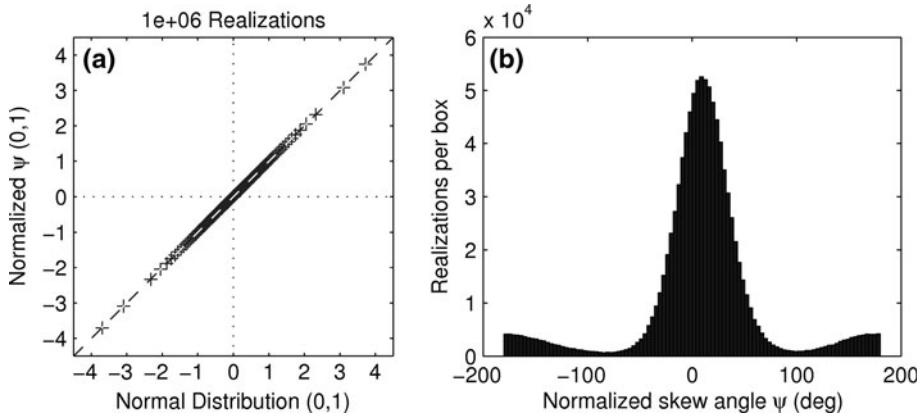 1e+06 Realizations
(a)
4
3
2
1
0
−1
−2
−3
−4
−4 −3 −2 −1 0 1 2 3 4
Normalized ψ (0,1)
Normal Distribution (0,1)
x 10⁴
(b)
6
5
4
3
2
1
0
−200 −100 0 100 200
Realizations per box
Normalized skew angle ψ (deg)